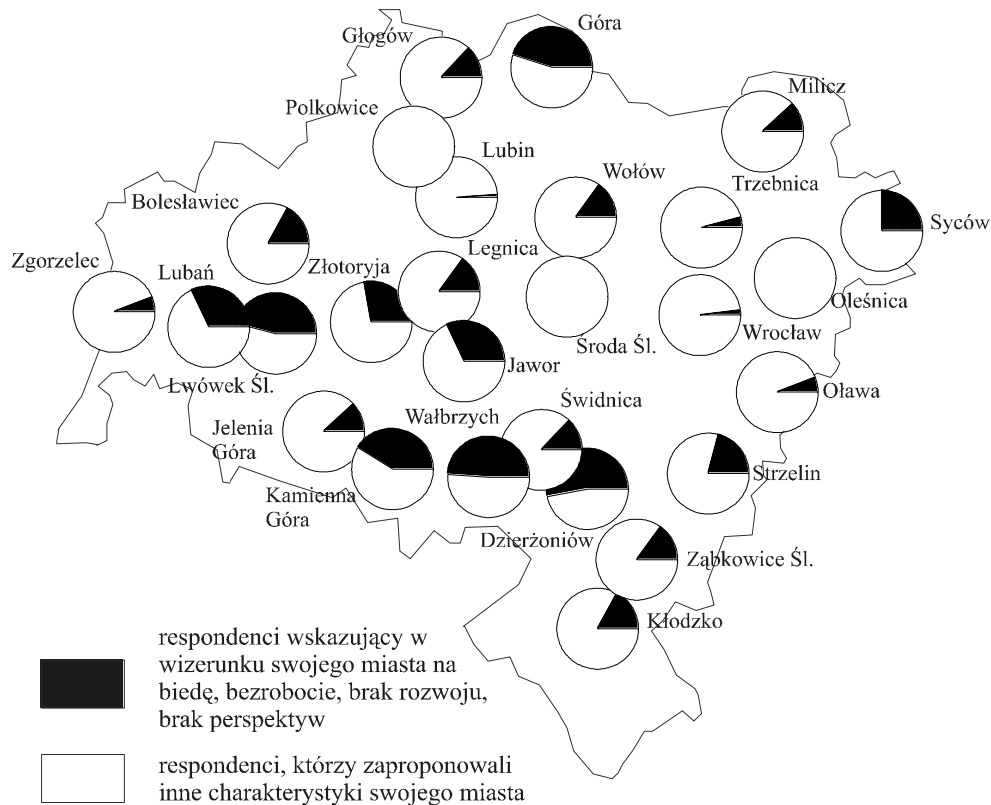 Góra
Głogów
Milicz
Polkowice
Lubin
Wołów
Trzebnica
Bolesławiec
Syców
Legnica
Zgorzelec
Lubań
Złotoryja
Oleśnica
Wrocław
Środa Śl.
Jawor
Lwówek Śl.
Oława
Świdnica
Wałbrzych
Jelenia
Góra
Strzelin
Kamienna
Góra
Dzierżoniów
Ząbkowice Śl.
Kłodzko
respondenci wskazujący w
wizerunku swojego miasta na
biedę, bezrobocie, brak rozwoju,
brak perspektyw
respondenci, którzy zaproponowali
inne charakterystyki swojego miasta